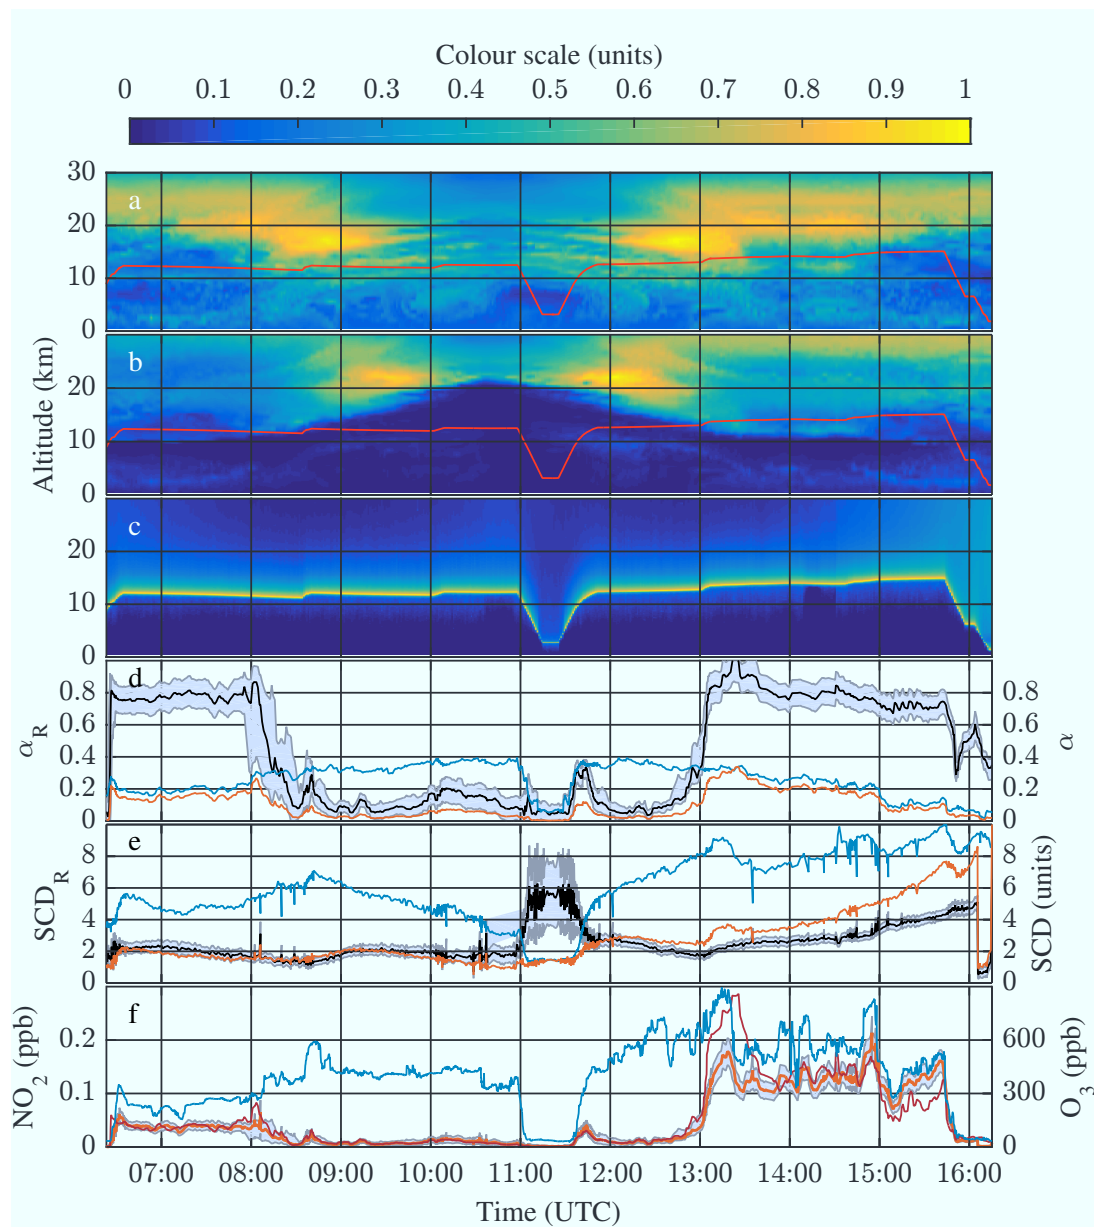 Colour scale (units)
0 0.1 0.2 0.3 0.4 0.5 0.6 0.7 0.8 0.9 1
30
a
20
10
0
b
20
10
0
Altitude (km)
c
20
10
0
d
0.8 0.8
0.6 0.6
0.4 0.4
0.2 0.2
0 0
α_R α
e
8 8
6 6
4 4
2 2
0 0
SCD_R SCD (units)
f
0.2 600
0.1 300
0 0
NO_2 (ppb) O_3 (ppb)
07:00 08:00 09:00 10:00 11:00 12:00 13:00 14:00 15:00 16:00
Time (UTC)